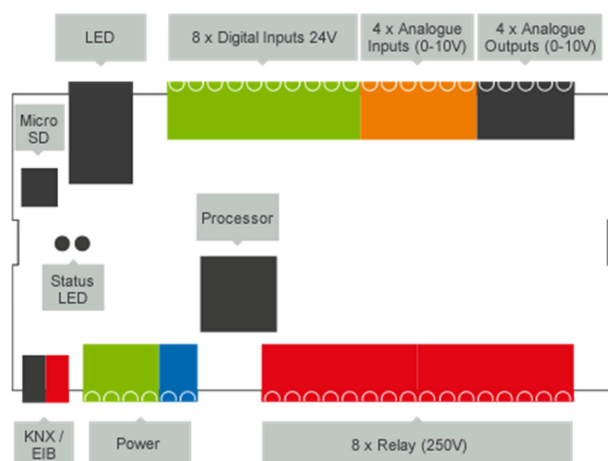 LED
8 x Digital Inputs 24V
4 x Analogue
Inputs (0-10V)
4 x Analogue
Outputs (0-10V)
Micro
SD
Processor
Status
LED
KNX /
EIB
Power
8 x Relay (250V)